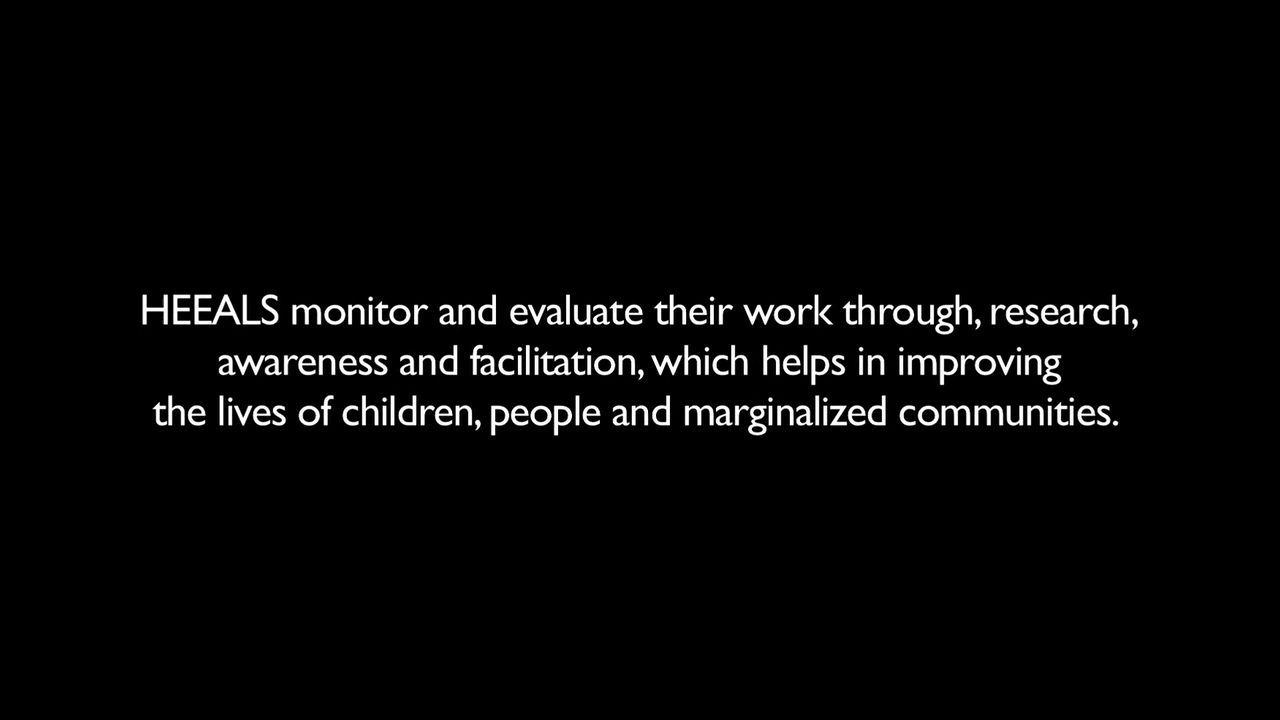 HEEALS monitor and evaluate their work through, research,
awareness and facilitation, which helps in improving
the lives of children, people and marginalized communities.